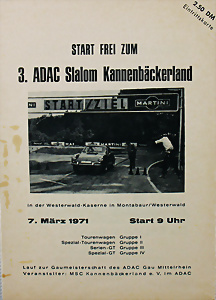 2.50 DM
Eintrittskarte
START FREI ZUM
3. ADAC Slalom Kannenbäckerland
START/ZIEL
MARTINI
in der Westerwald-Kaserne in Montabaur/Westerwald
7. März 1971 Start 9 Uhr
Tourenwagen Gruppe I
Spezial-Tourenwagen Gruppe II
Serien-GT Gruppe III
Spezial-GT Gruppe IV
Lauf zur Gaumeisterschaft des ADAC Gau Mittelrhein
Veranstalter: MSC Kannenbäckerland e. V. im ADAC